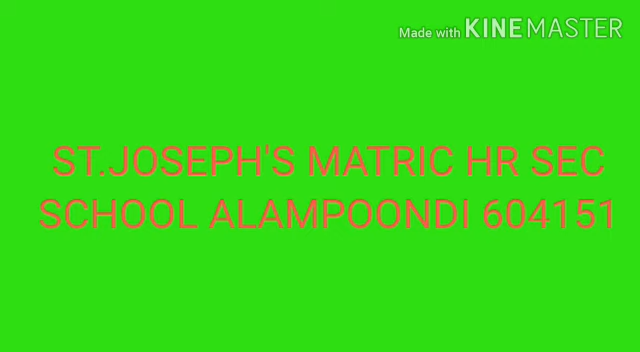 Made with KINEMASTER
ST.JOSEPH'S MATRIC HR SEC
SCHOOL ALAMPOONDI 604151